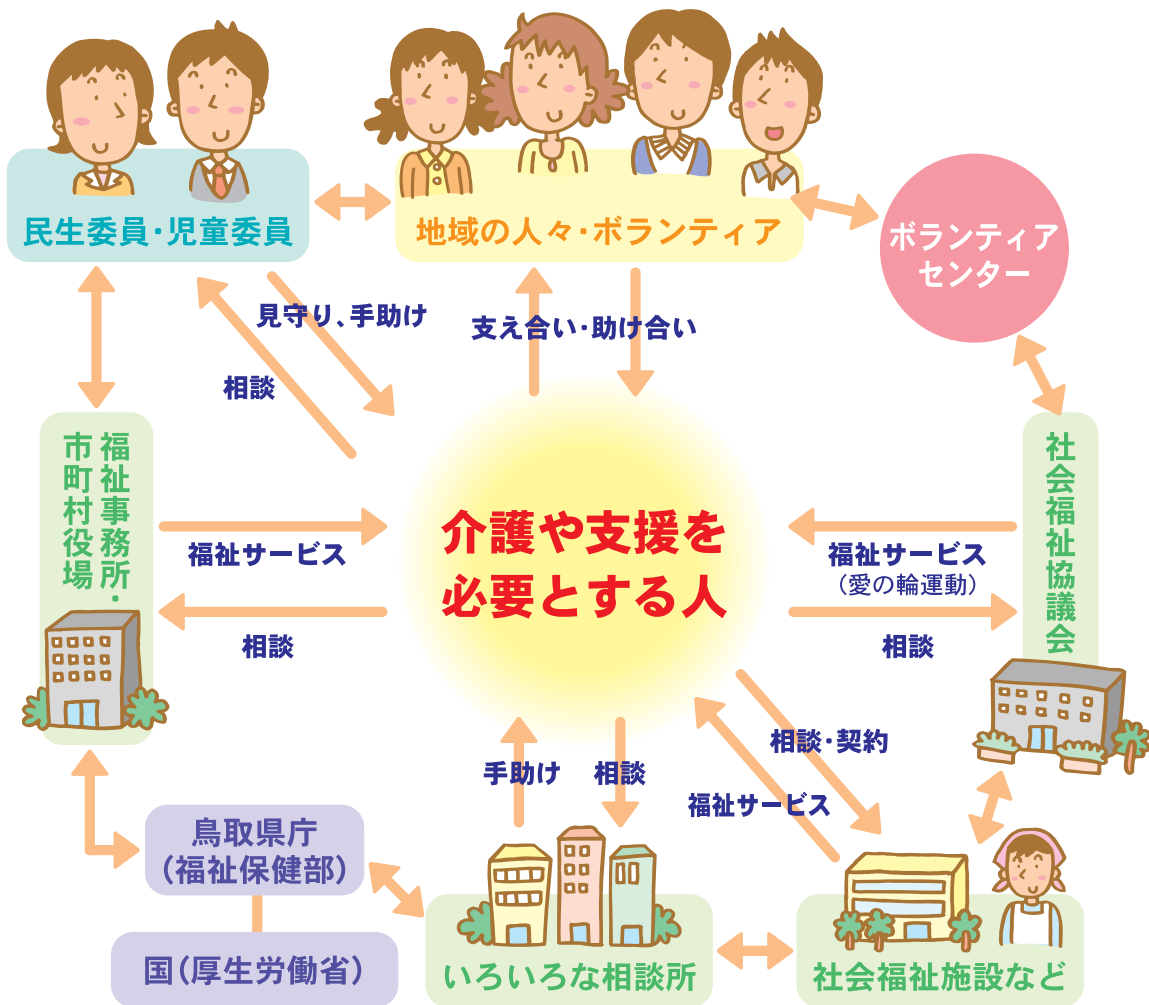 民生委員・児童委員
地域の人々・ボランティア
ボランティア
センター
見守り、手助け
相談
支え合い・助け合い
福祉事務所・
市町村役場
福祉サービス
相談
介護や支援を
必要とする人
福祉サービス
（愛の輪運動）
相談
社会福祉協議会
手助け
相談
相談・契約
福祉サービス
鳥取県庁
（福祉保健部）
国（厚生労働省）
いろいろな相談所
社会福祉施設など